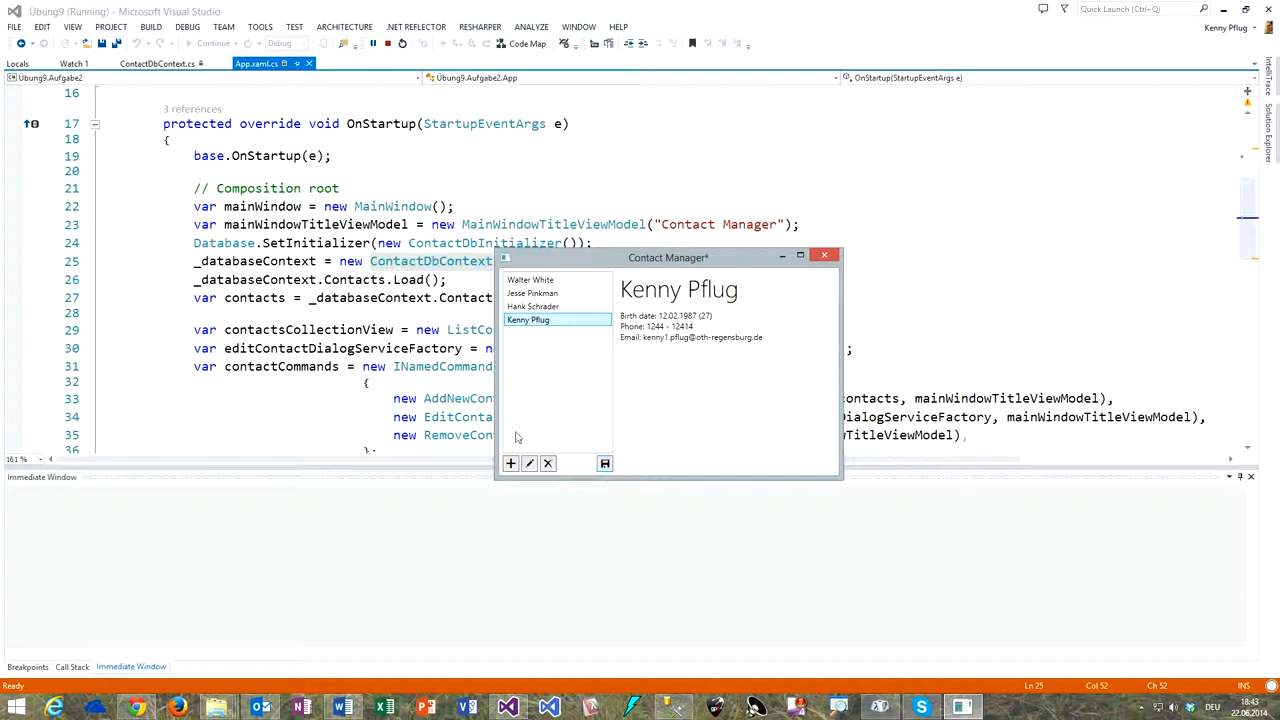 Übung9 (Running) - Microsoft Visual Studio
Quick Launch (Ctrl+Q)
FILE EDIT VIEW PROJECT BUILD DEBUG TEAM TOOLS TEST ARCHITECTURE .NET REFLECTOR RESHARPER ANALYZE WINDOW HELP
Kenny Pflug
Continue Debug Code Map
Locals Watch 1 ContactDbContext.cs App.xaml.cs
Übung9.Aufgabe2 Übung9.Aufgabe2.App OnStartup(StartupEventArgs e)
IntelliTrace
Solution Explorer
16
3 references
17 protected override void OnStartup(StartupEventArgs e)
18 {
19 base.OnStartup(e);
20
21 // Composition root
22 var mainWindow = new MainWindow();
23 var mainWindowTitleViewModel = new MainWindowTitleViewModel("Contact Manager");
24 Database.SetInitializer(new ContactDbInitializer());
25 _databaseContext = new ContactDbContext
26 _databaseContext.Contacts.Load();
27 var contacts = _databaseContext.Contact
28
29 var contactsCollectionView = new ListCo
30 var editContactDialogServiceFactory = ne ;
31 var contactCommands = new INamedCommand
32 {
33 new AddNewCon contacts, mainWindowTitleViewModel),
34 new EditConta DialogServiceFactory, mainWindowTitleViewModel),
35 new RemoveCon TitleViewModel),
36 };
Contact Manager*
Walter White
Jesse Pinkman
Hank Schrader
Kenny Pflug
Kenny Pflug
Birth date: 12.02.1987 (27)
Phone: 1244 - 12414
Email: kenny1.pflug@oth-regensburg.de
161 %
Immediate Window
Breakpoints Call Stack Immediate Window
Ready Ln 25 Col 52 Ch 52 INS
DEU
18:43
22.06.2014